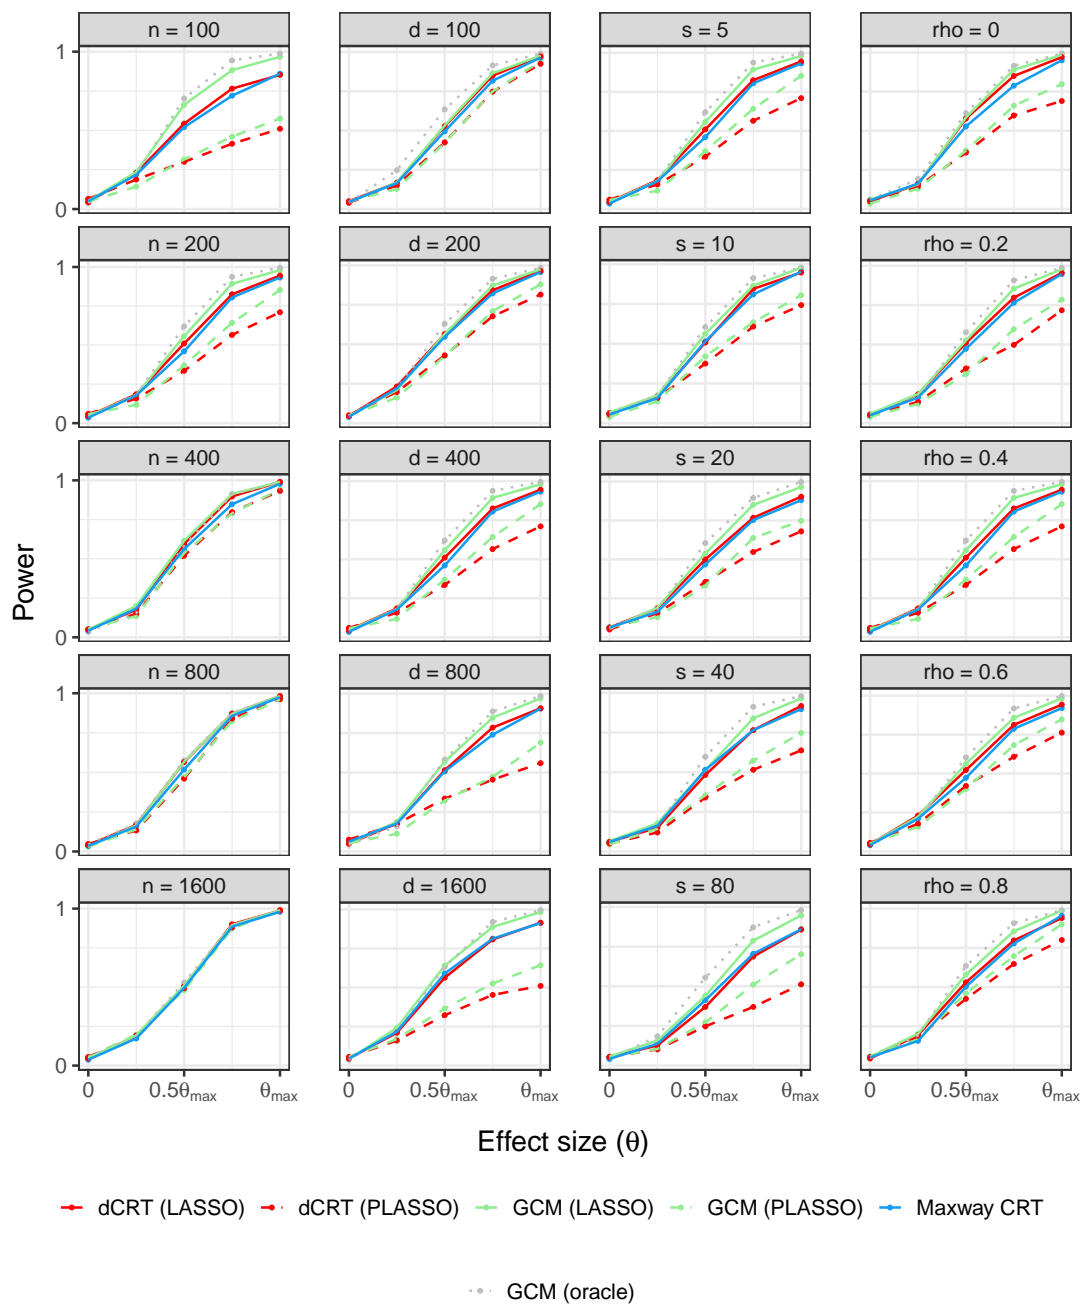 n = 100 d = 100 s = 5 rho = 0
1
0
n = 200 d = 200 s = 10 rho = 0.2
1
0
n = 400 d = 400 s = 20 rho = 0.4
1
0
Power
n = 800 d = 800 s = 40 rho = 0.6
1
0
n = 1600 d = 1600 s = 80 rho = 0.8
1
0
0 0.5θmax θmax 0 0.5θmax θmax 0 0.5θmax θmax 0 0.5θmax θmax
Effect size (θ)
dCRT (LASSO) dCRT (PLASSO) GCM (LASSO) GCM (PLASSO) Maxway CRT
GCM (oracle)